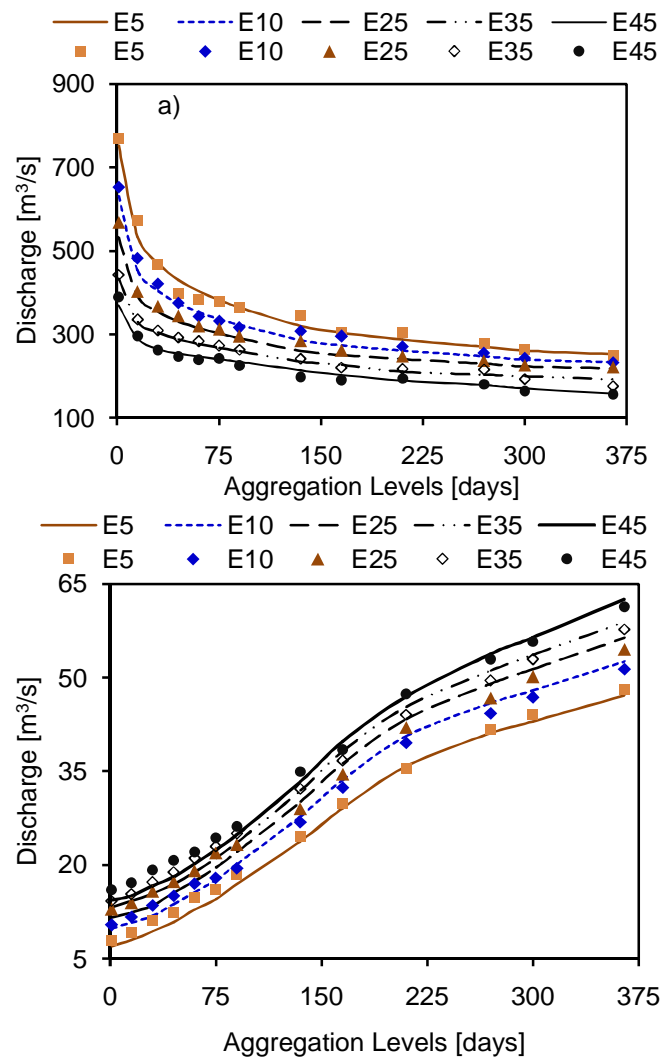 E5 E10 E25 E35 E45
E5 E10 E25 E35 E45
900
a)
700
500
300
100
0 75 150 225 300 375
Discharge [m³/s]
Aggregation Levels [days]
E5 E10 E25 E35 E45
E5 E10 E25 E35 E45
65
50
35
20
5
0 75 150 225 300 375
Discharge [m³/s]
Aggregation Levels [days]